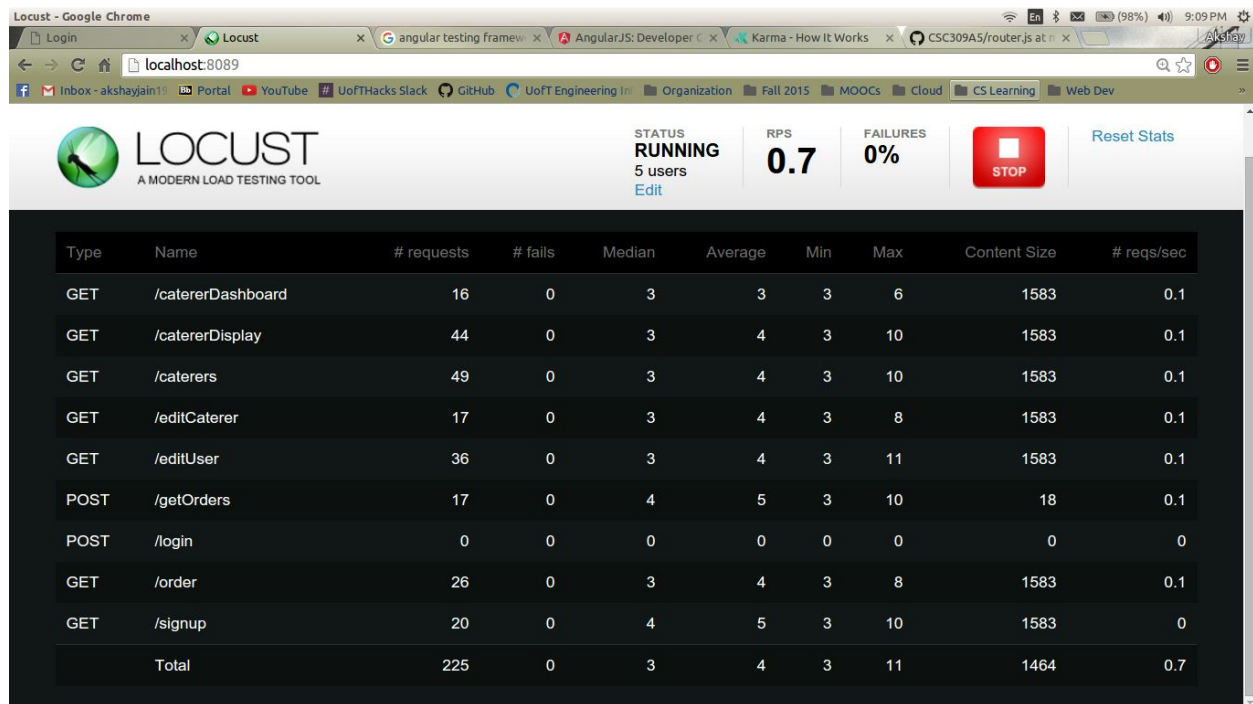 Locust - Google Chrome En (98%) 9:09 PM
Login Locust angular testing framew AngularJS: Developer Karma - How It Works CSC309A5/router.js at Akshay
localhost:8089
Inbox - akshayjain19 Bb Portal YouTube # UofTHacks Slack GitHub UofT Engineering In Organization Fall 2015 MOOCs Cloud CS Learning Web Dev »
LOCUST
A MODERN LOAD TESTING TOOL
STATUS
RUNNING
5 users
Edit
RPS
0.7
FAILURES
0%
STOP
Reset Stats
Type Name # requests # fails Median Average Min Max Content Size # reqs/sec
GET /catererDashboard 16 0 3 3 3 6 1583 0.1
GET /catererDisplay 44 0 3 4 3 10 1583 0.1
GET /caterers 49 0 3 4 3 10 1583 0.1
GET /editCaterer 17 0 3 4 3 8 1583 0.1
GET /editUser 36 0 3 4 3 11 1583 0.1
POST /getOrders 17 0 4 5 3 10 18 0.1
POST /login 0 0 0 0 0 0 0 0
GET /order 26 0 3 4 3 8 1583 0.1
GET /signup 20 0 4 5 3 10 1583 0
Total 225 0 3 4 3 11 1464 0.7